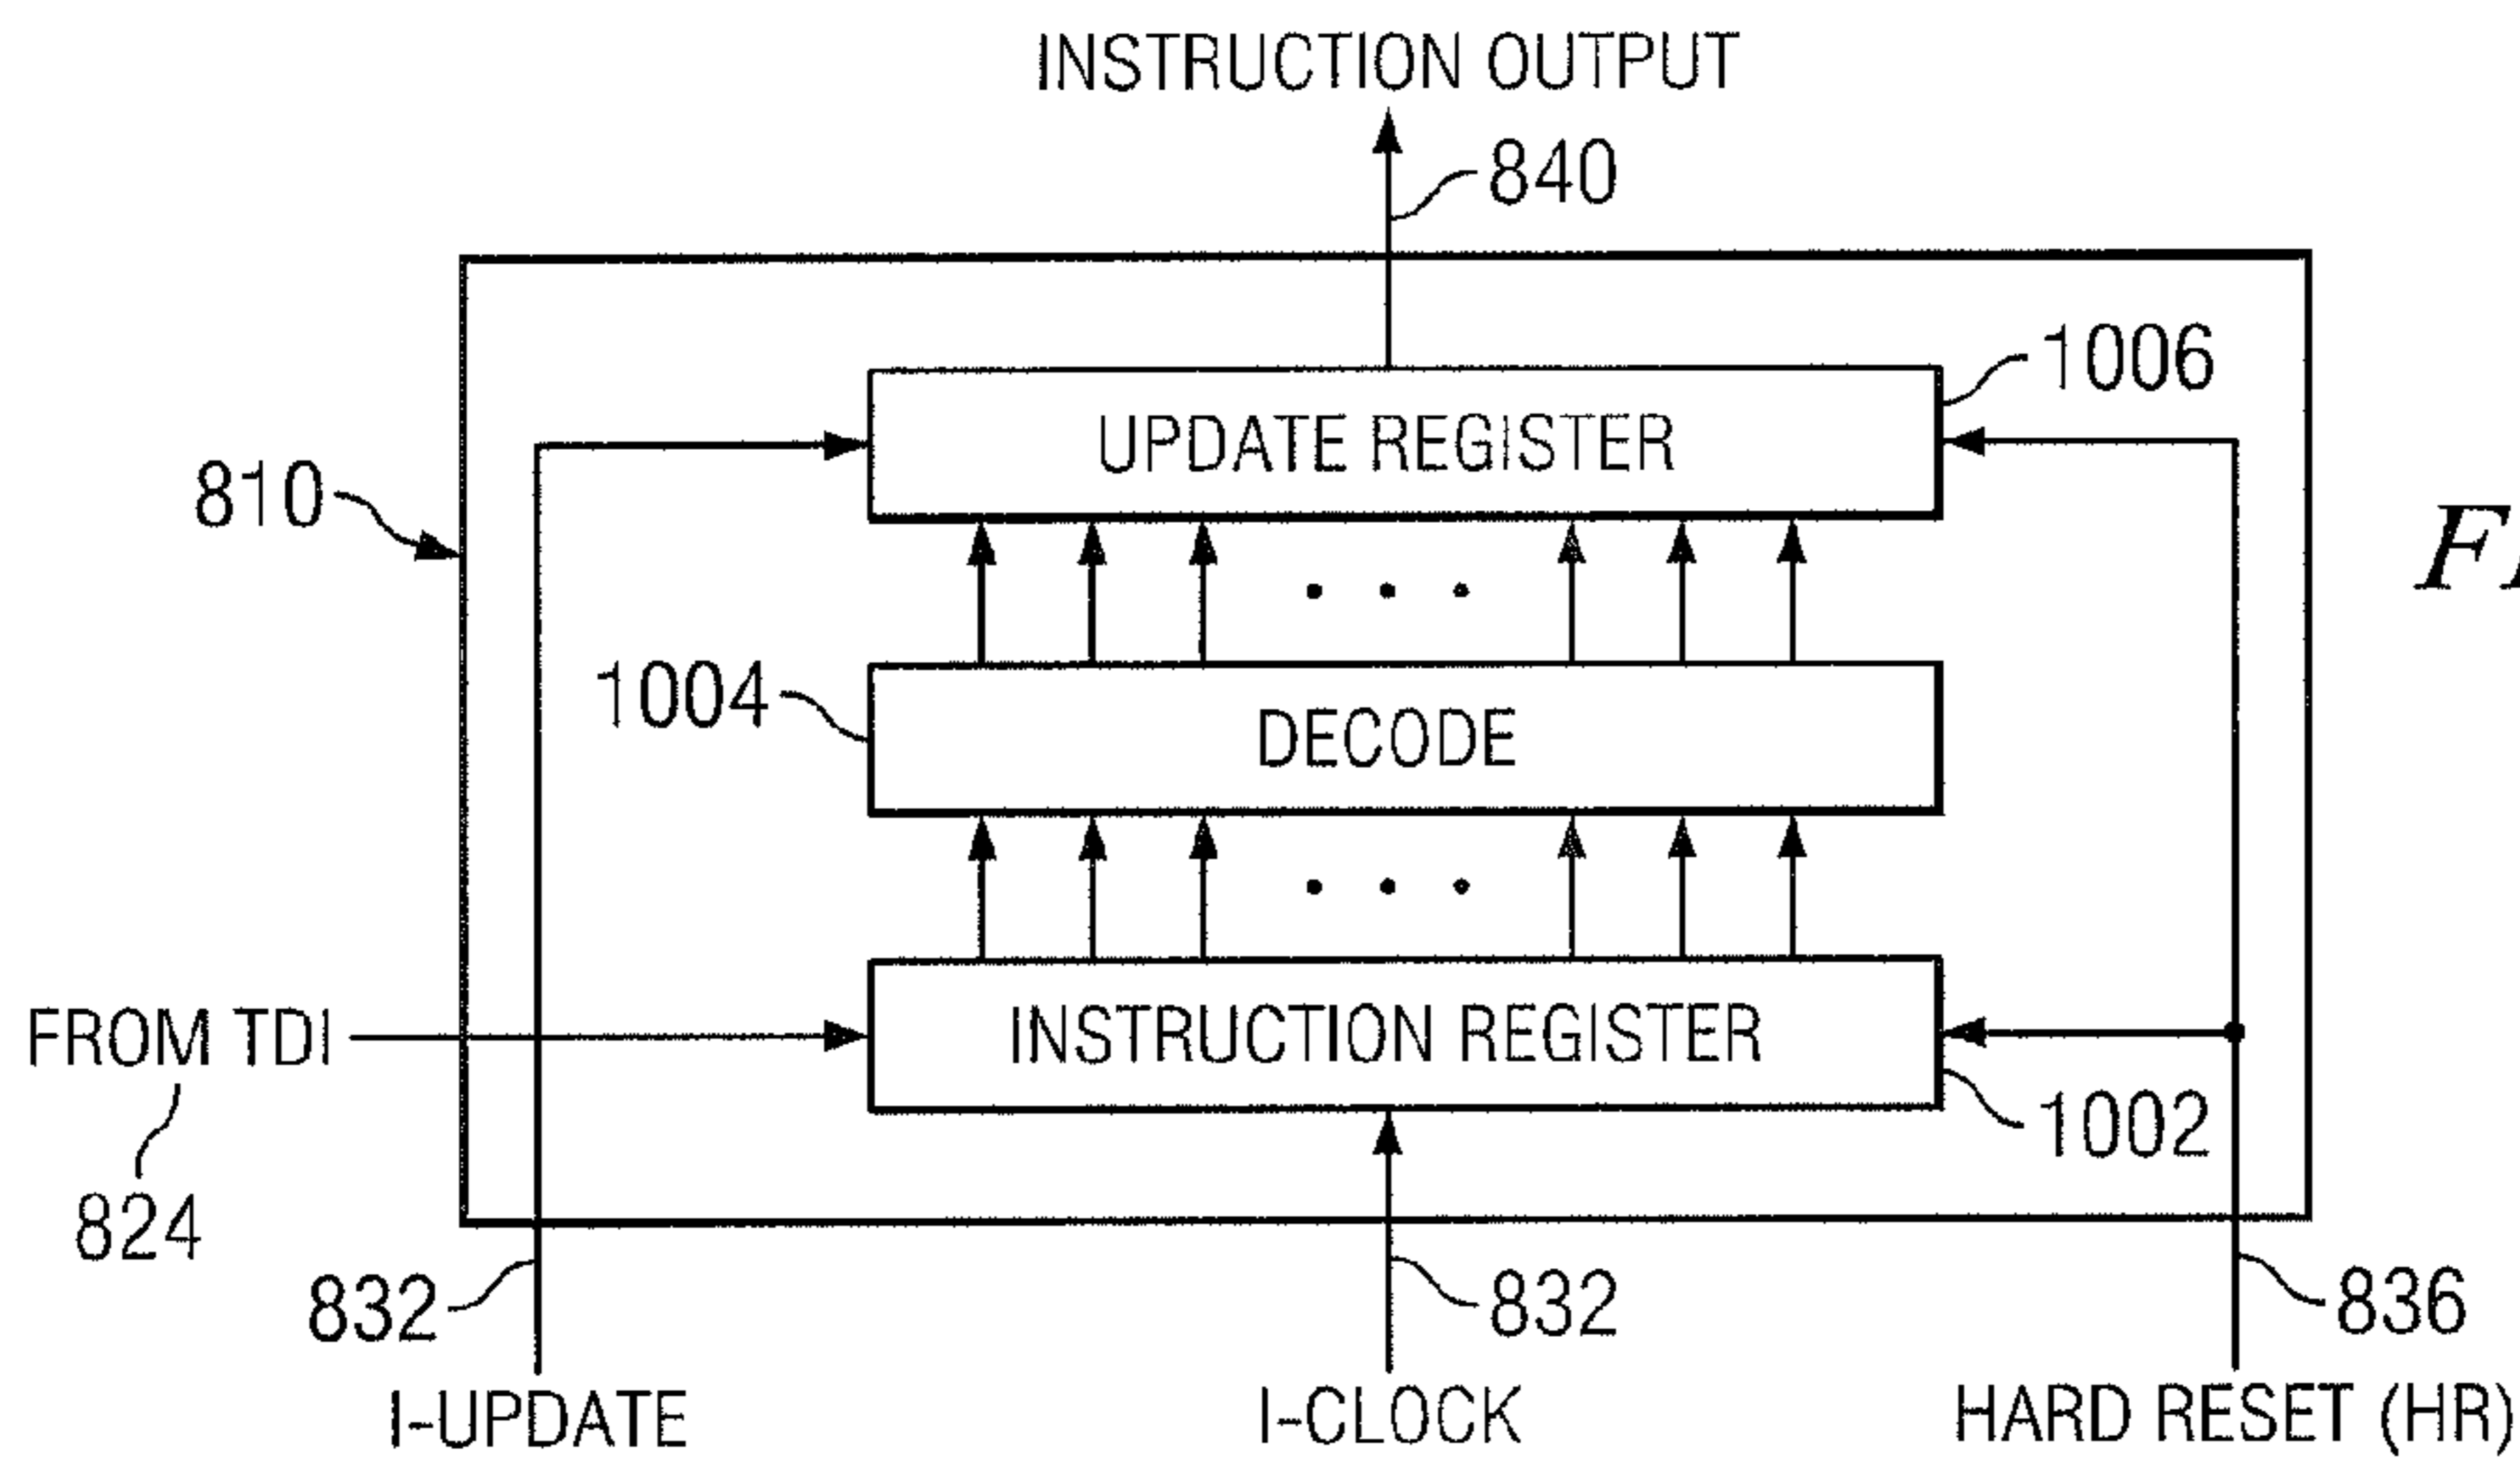 INSTRUCTION OUTPUT
840
1006
UPDATE REGISTER
810
1004
DECODE
FROM TDI
INSTRUCTION REGISTER
1002
824
832
832
836
I-UPDATE
I-CLOCK
HARD RESET (HR)